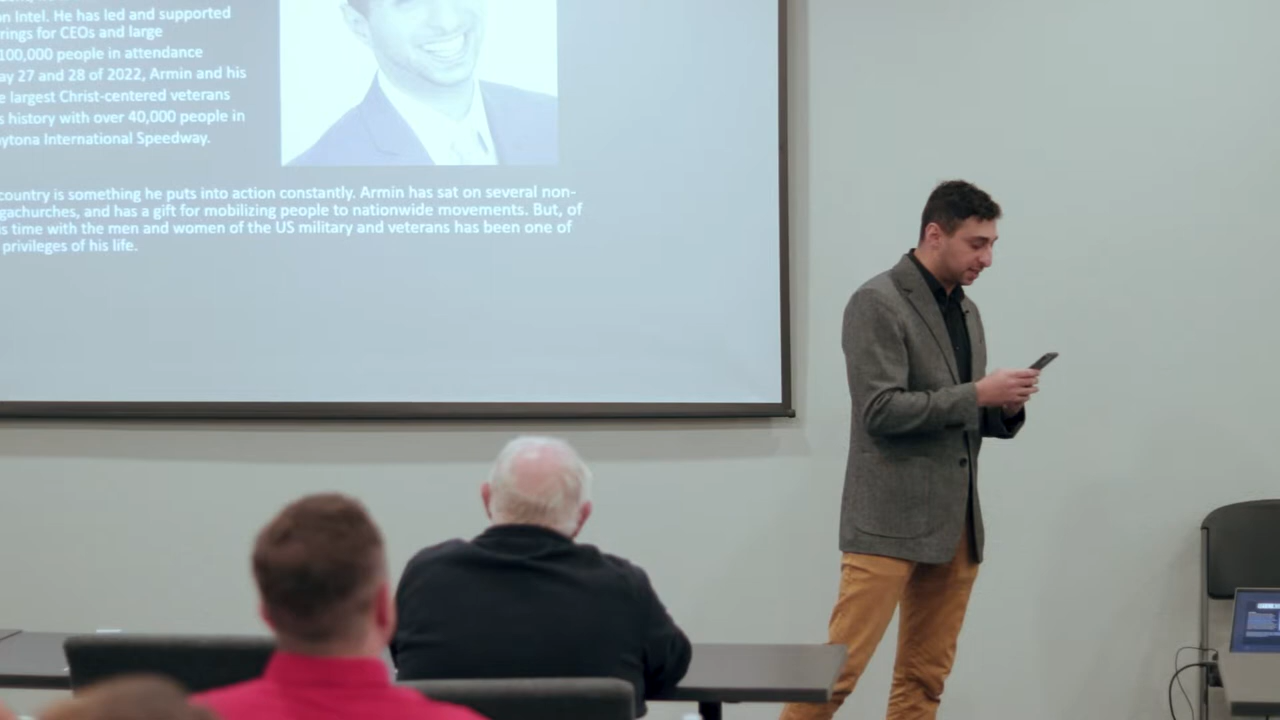 on Intel. He has led and supported
rings for CEOs and large
100,000 people in attendance
ay 27 and 28 of 2022, Armin and his
e largest Christ-centered veterans
s history with over 40,000 people in
aytona International Speedway.
country is something he puts into action constantly. Armin has sat on several non-
gachurches, and has a gift for mobilizing people to nationwide movements. But, of
s time with the men and women of the US military and veterans has been one of
privileges of his life.